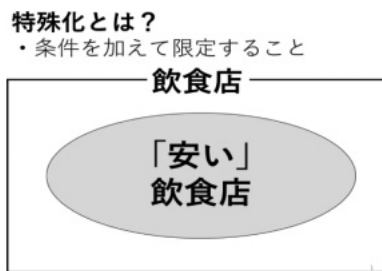 特殊化とは？
・条件を加えて限定すること
飲食店
「安い」
飲食店